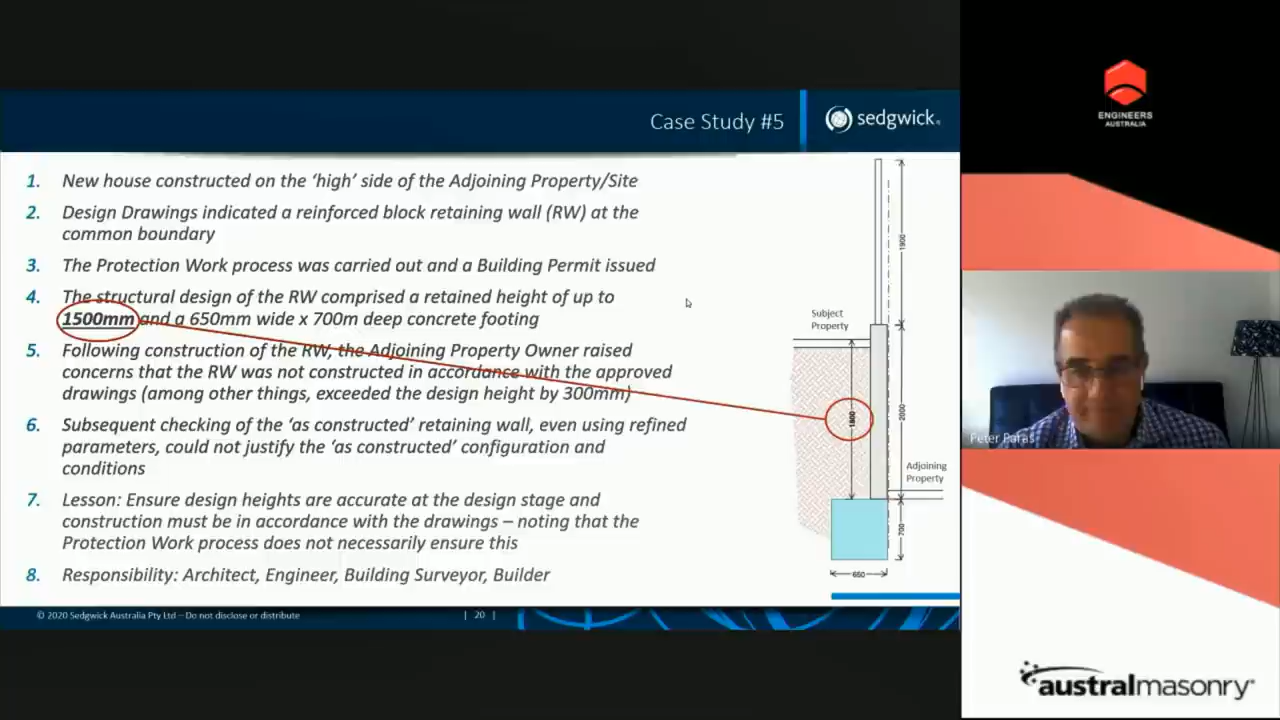 Case Study #5
sedgwick
1. New house constructed on the ‘high’ side of the Adjoining Property/Site
2. Design Drawings indicated a reinforced block retaining wall (RW) at the
common boundary
3. The Protection Work process was carried out and a Building Permit issued
4. The structural design of the RW comprised a retained height of up to
1500mm and a 650mm wide x 700m deep concrete footing
5. Following construction of the RW, the Adjoining Property Owner raised
concerns that the RW was not constructed in accordance with the approved
drawings (among other things, exceeded the design height by 300mm)
6. Subsequent checking of the ‘as constructed’ retaining wall, even using refined
parameters, could not justify the ‘as constructed’ configuration and
conditions
7. Lesson: Ensure design heights are accurate at the design stage and
construction must be in accordance with the drawings – noting that the
Protection Work process does not necessarily ensure this
8. Responsibility: Architect, Engineer, Building Surveyor, Builder
1900
Subject
Property
1800
2000
Adjoining
Property
700
650
© 2020 Sedgwick Australia Pty Ltd – Do not disclose or distribute
| 20 |
ENGINEERS
AUSTRALIA
Peter Paras
australmasonry